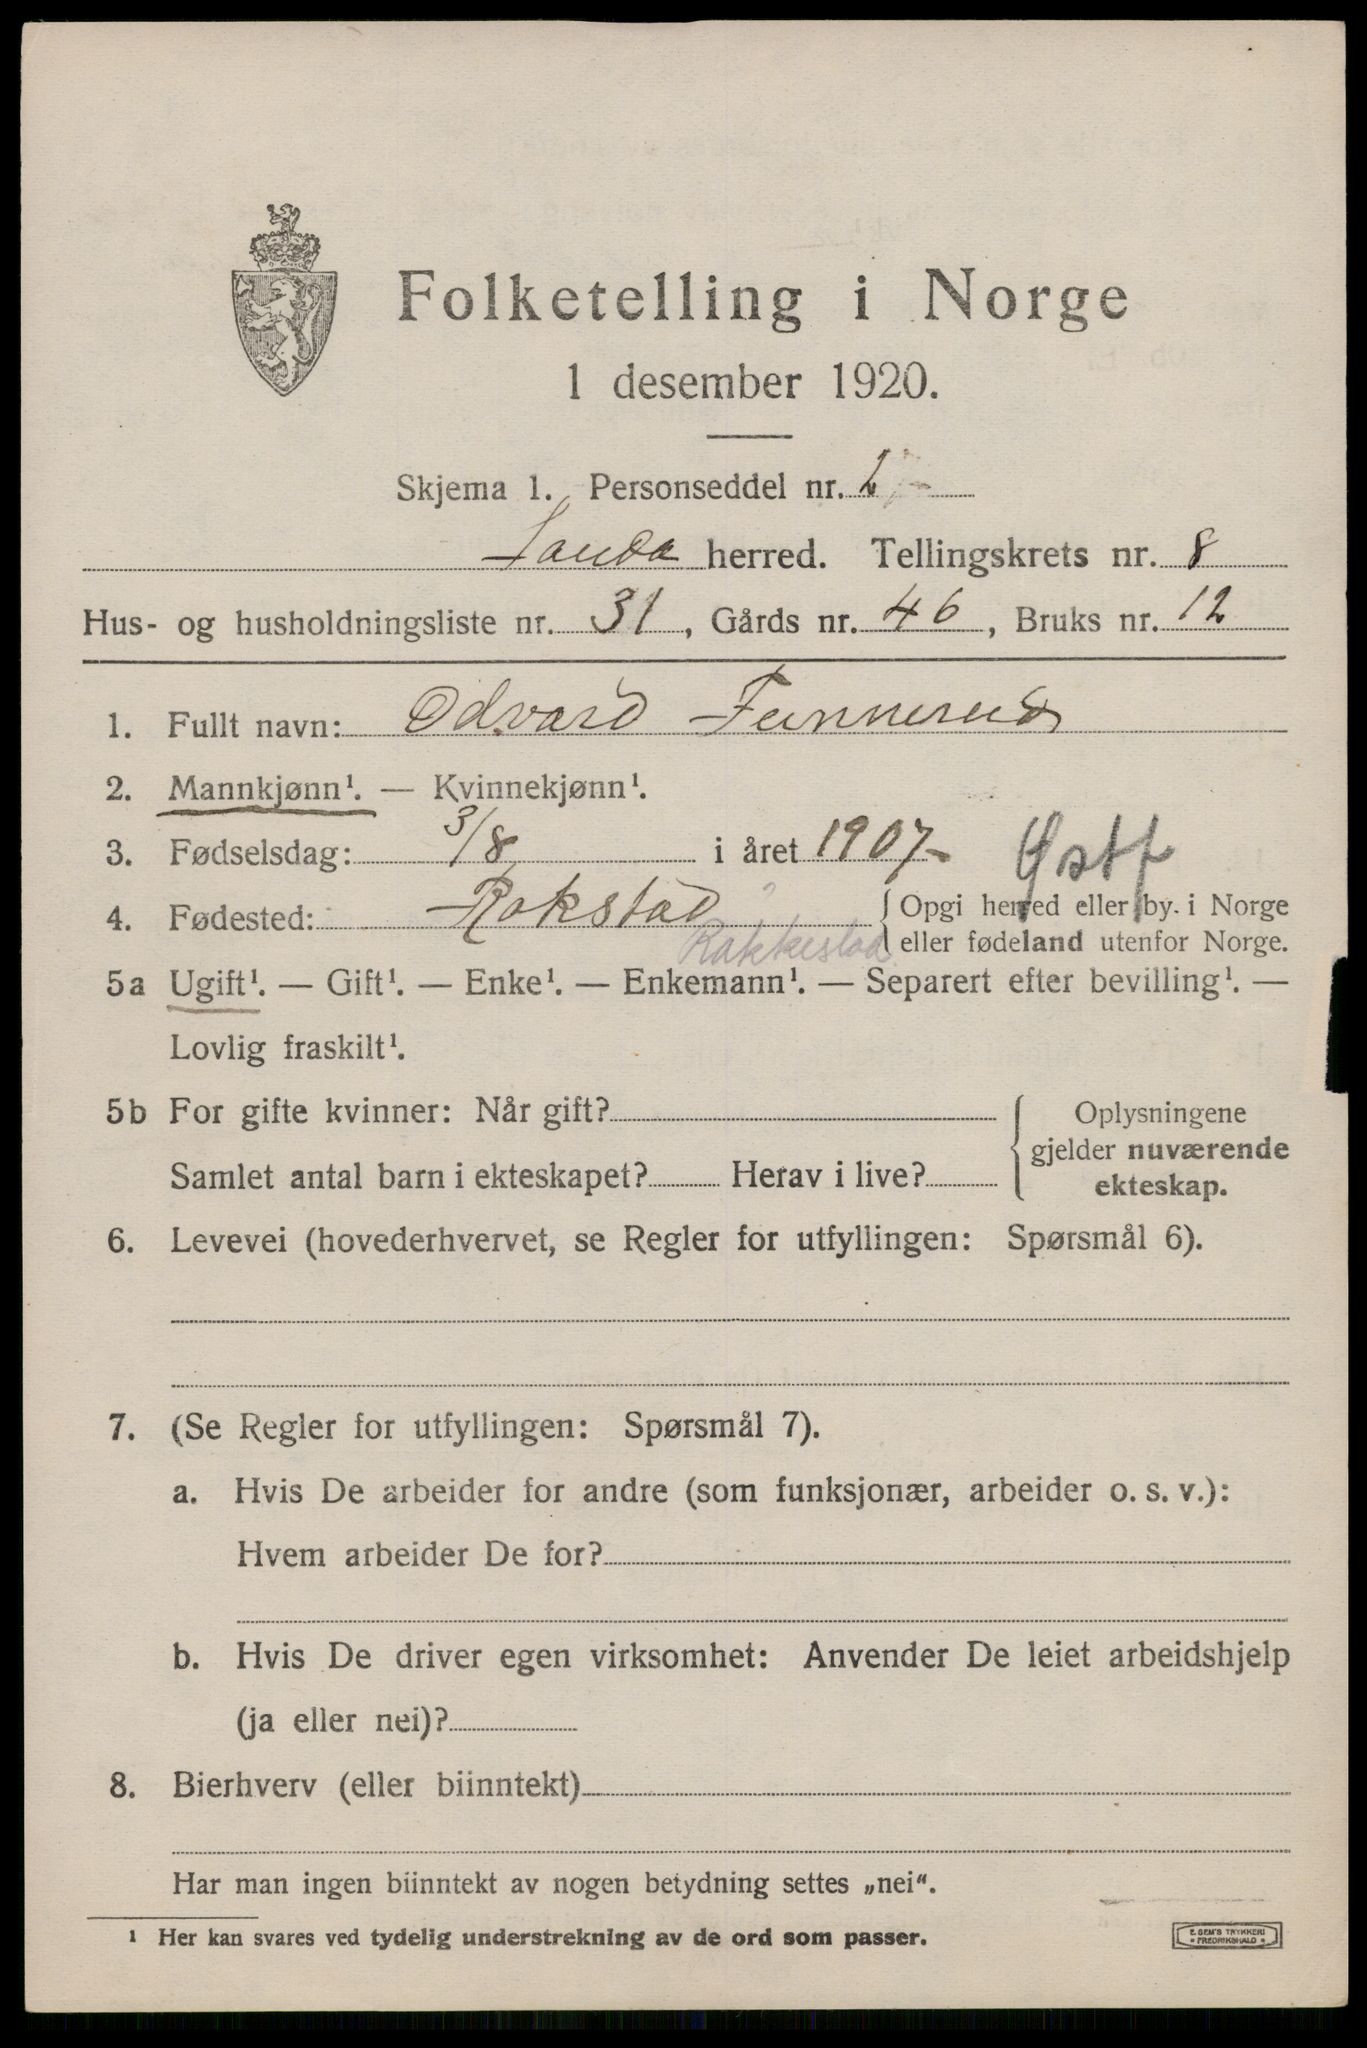 Folketelling i Norge
1 desember 1920.
Skjema 1. Personseddel nr. 2
Sauda herred. Tellingskrets nr. 8
Hus- og husholdningsliste nr. 31, Gårds nr. 46, Bruks nr. 12
1. Fullt navn: Odvard Funnerud
2. Mannkjønn¹. — Kvinnekjønn¹.
3. Fødselsdag: 3/8 i året 1907 Østf
4. Fødested: Rokstad { Opgi herred eller by i Norge
Rakkestad eller fødeland utenfor Norge.
5a Ugift¹. — Gift¹. — Enke¹. — Enkemann¹. — Separert efter bevilling¹. —
Lovlig fraskilt¹.
5b For gifte kvinner: Når gift? { Oplysningene
gjelder nuværende
Samlet antal barn i ekteskapet? Herav i live? ekteskap.
6. Levevei (hovederhvervet, se Regler for utfyllingen: Spørsmål 6).
7. (Se Regler for utfyllingen: Spørsmål 7).
a. Hvis De arbeider for andre (som funksjonær, arbeider o. s. v.):
Hvem arbeider De for?
b. Hvis De driver egen virksomhet: Anvender De leiet arbeidshjelp
(ja eller nei)?
8. Bierhverv (eller biinntekt)
Har man ingen biinntekt av nogen betydning settes „nei“.
¹ Her kan svares ved tydelig understrekning av de ord som passer.
E. SEM'S TRYKKERI
• FREDRIKSHALD •